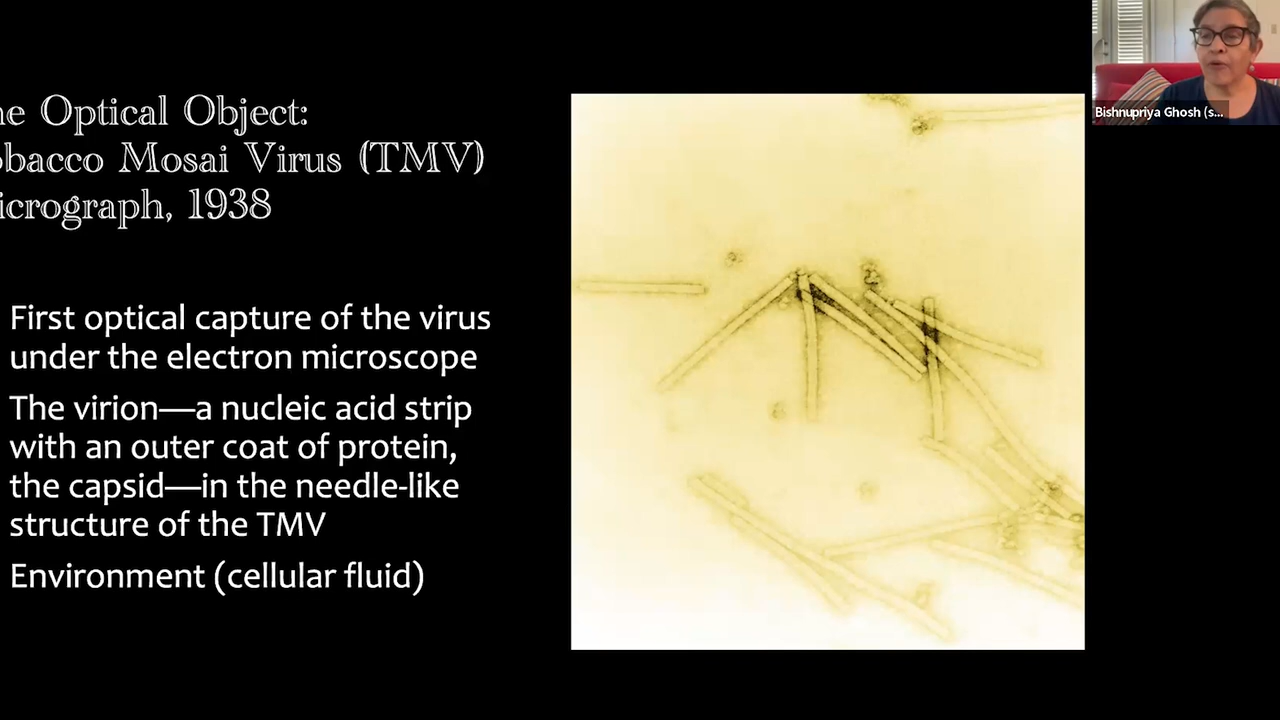 ne Optical Object:
obacco Mosai Virus (TMV)
icrograph, 1938
First optical capture of the virus
under the electron microscope
The virion—a nucleic acid strip
with an outer coat of protein,
the capsid—in the needle-like
structure of the TMV
Environment (cellular fluid)
Bishnupriya Ghosh (s...